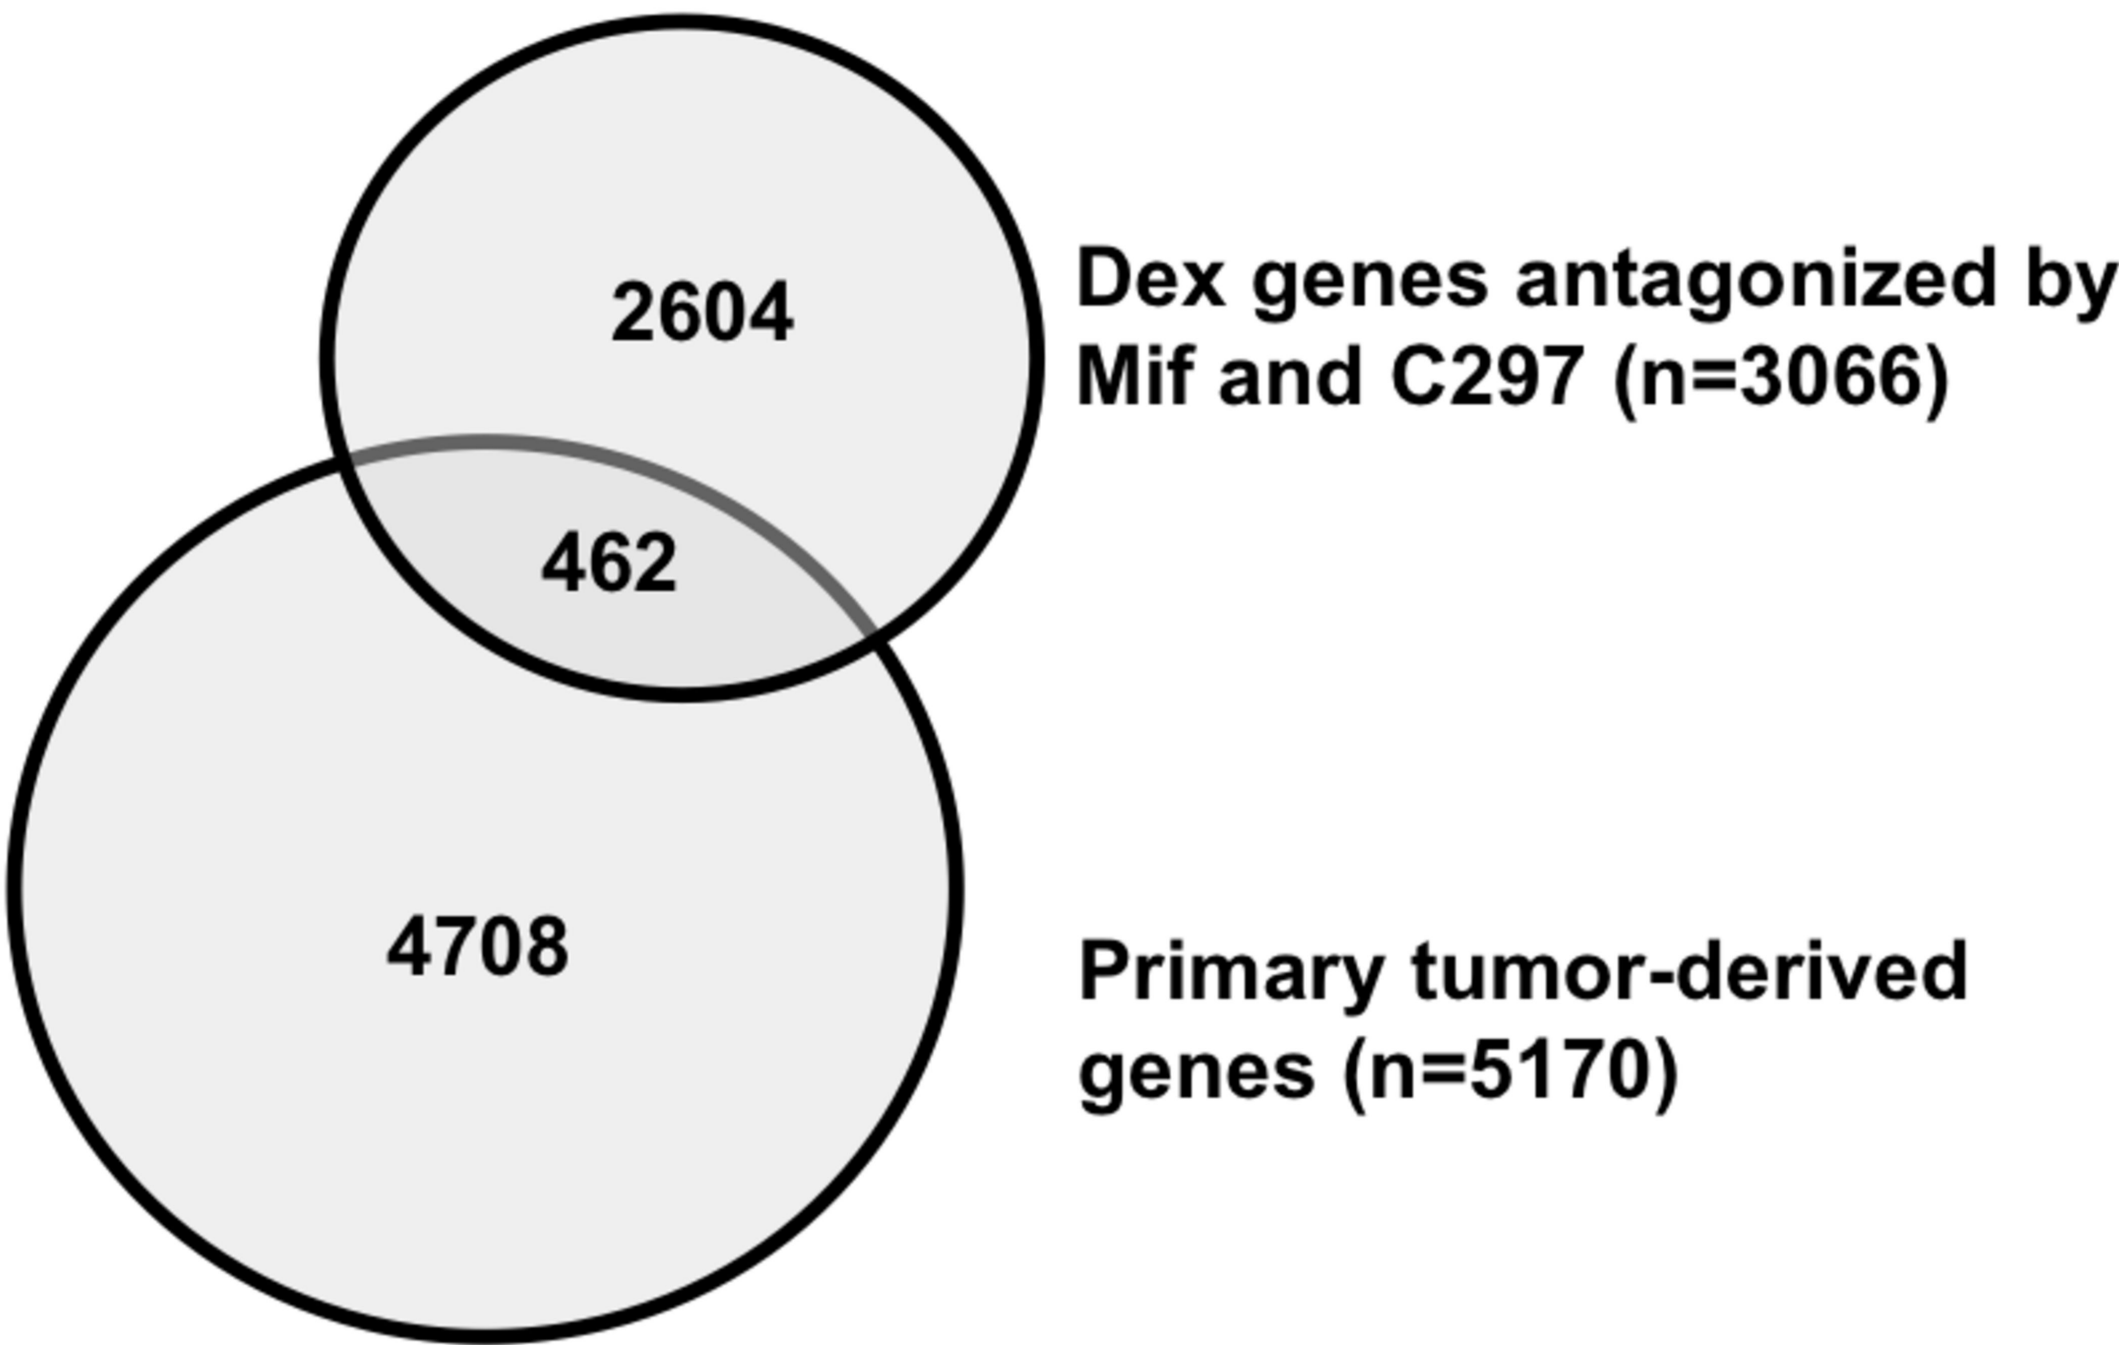 2604
Dex genes antagonized by
Mif and C297 (n=3066)
462
4708
Primary tumor-derived
genes (n=5170)